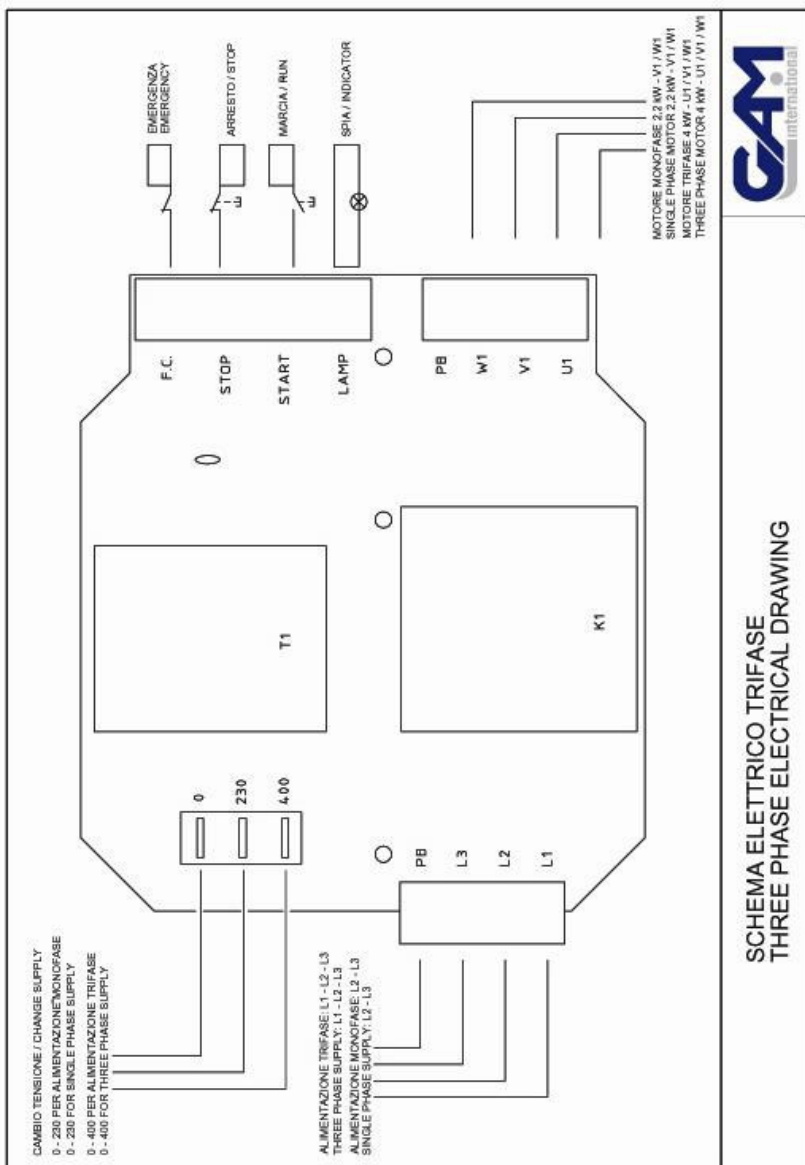 CAMBIO TENSIONE / CHANGE SUPPLY
0 - 230 PER ALIMENTAZIONE MONOFASE
0 - 230 FOR SINGLE PHASE SUPPLY
0 - 400 PER ALIMENTAZIONE TRIFASE
0 - 400 FOR THREE PHASE SUPPLY
0
230
400
T1
F.C.
STOP
START
LAMP
EMERGENZA
EMERGENCY
ARRESTO / STOP
MARCIA / RUN
SPIA / INDICATOR
ALIMENTAZIONE TRIFASE: L1 - L2 - L3
THREE PHASE SUPPLY: L1 - L2 - L3
ALIMENTAZIONE MONOFASE: L2 - L3
SINGLE PHASE SUPPLY: L2 - L3
PB
L3
L2
L1
K1
PB
W1
V1
U1
MOTORE MONOFASE 2,2 kW - V1 / W1
SINGLE PHASE MOTOR 2,2 kW - V1 / W1
MOTORE TRIFASE 4 kW - U1 / V1 / W1
THREE PHASE MOTOR 4 kW - U1 / V1 / W1
SCHEMA ELETTRICO TRIFASE
THREE PHASE ELECTRICAL DRAWING
GAM
international